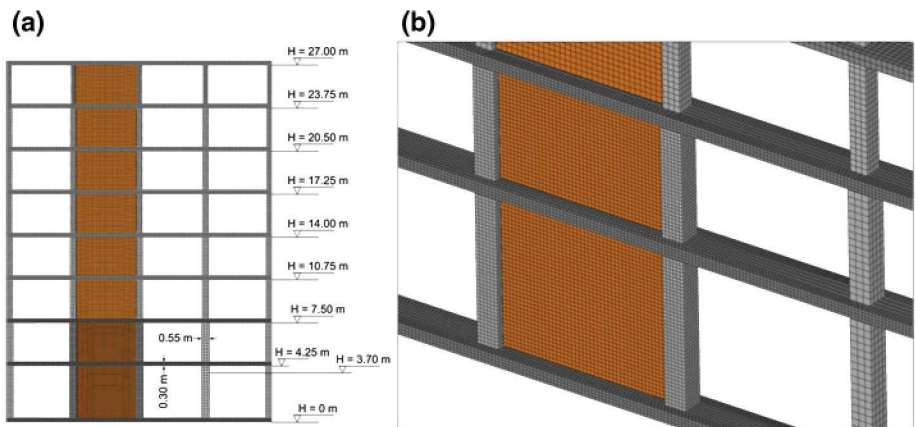 (a)
(b)
H = 27.00 m
H = 23.75 m
H = 20.50 m
H = 17.25 m
H = 14.00 m
H = 10.75 m
H = 7.50 m
0.55 m
H = 4.25 m
H = 3.70 m
0.30 m
H = 0 m